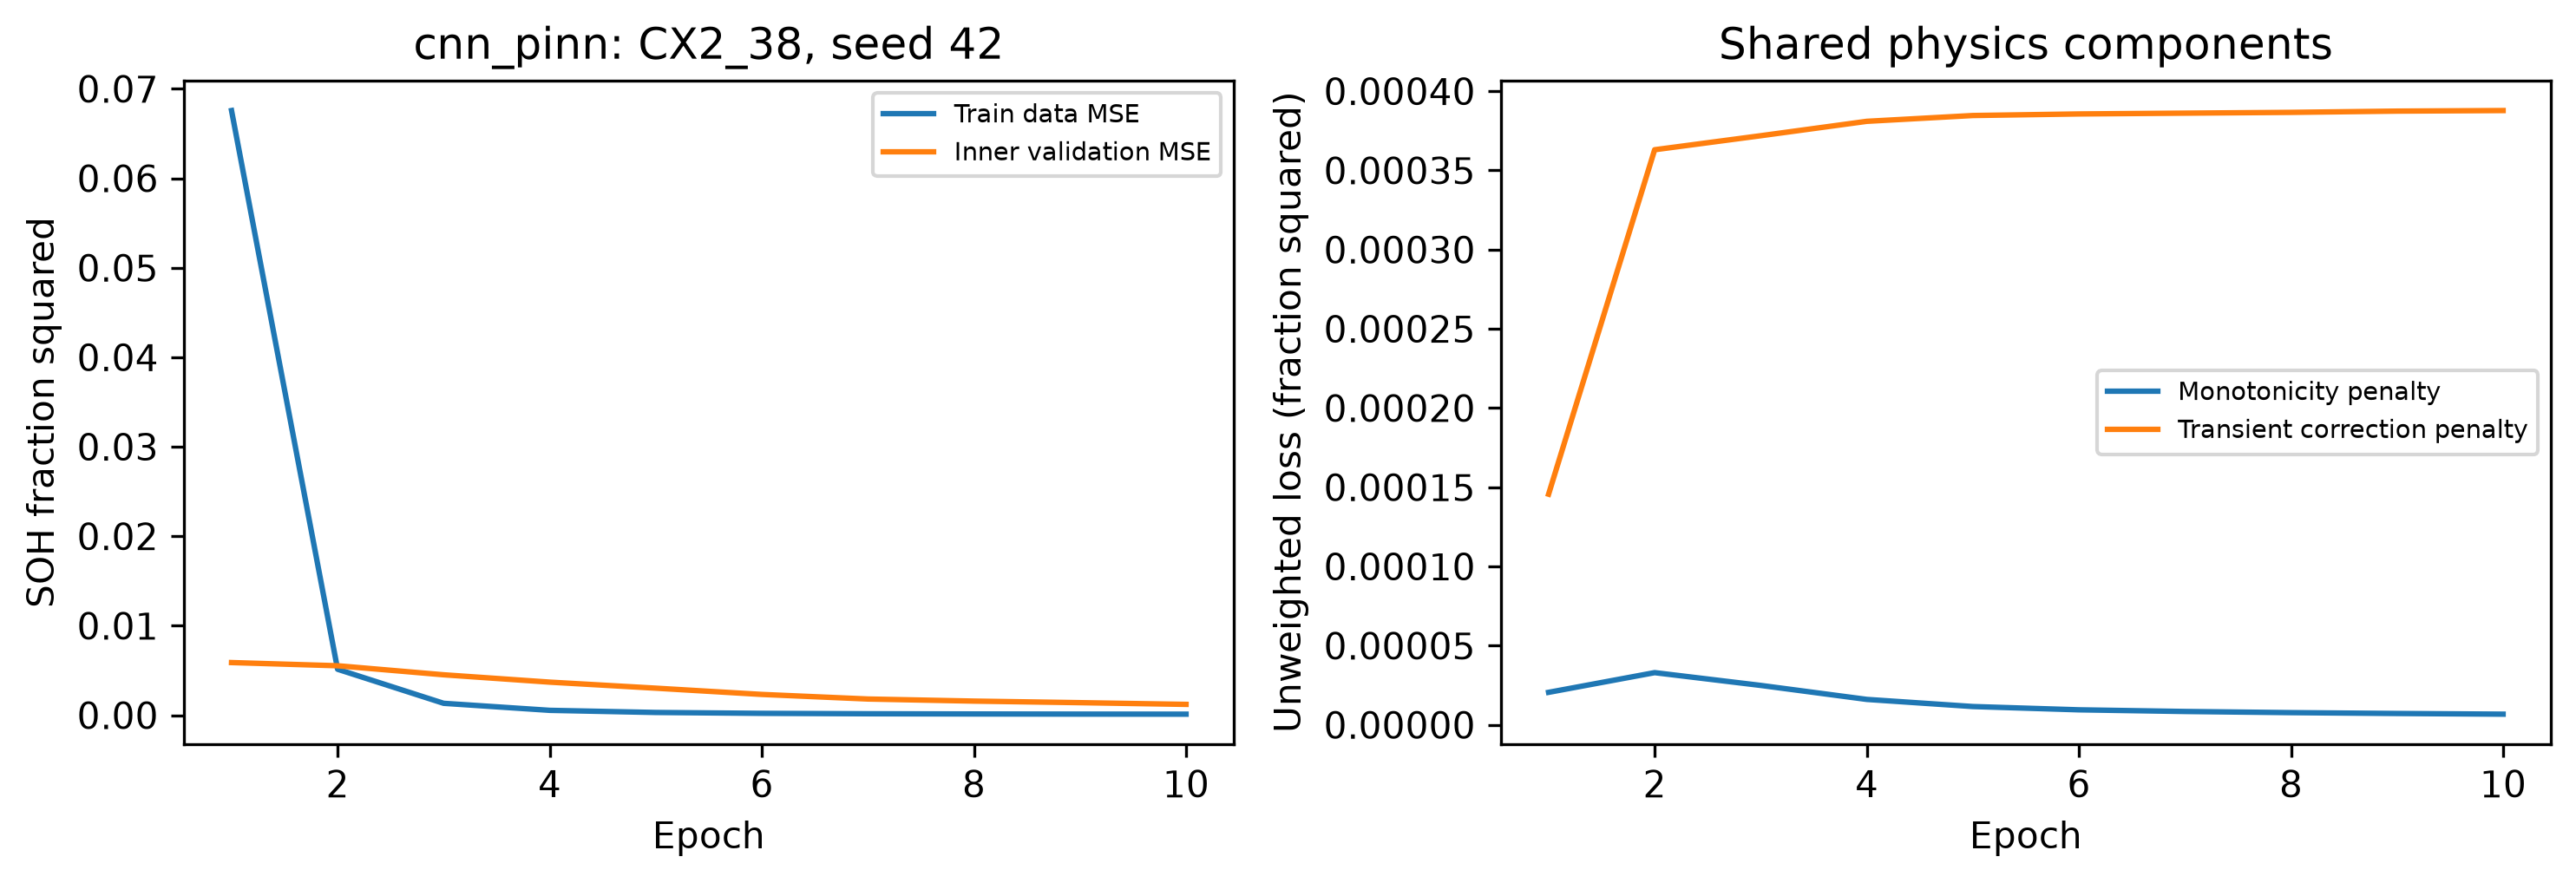 cnn_pinn: CX2_38, seed 42
SOH fraction squared
0.07
0.06
0.05
0.04
0.03
0.02
0.01
0.00
Train data MSE
Inner validation MSE
2 4 6 8 10
Epoch
Shared physics components
Unweighted loss (fraction squared)
0.00040
0.00035
0.00030
0.00025
0.00020
0.00015
0.00010
0.00005
0.00000
Monotonicity penalty
Transient correction penalty
2 4 6 8 10
Epoch